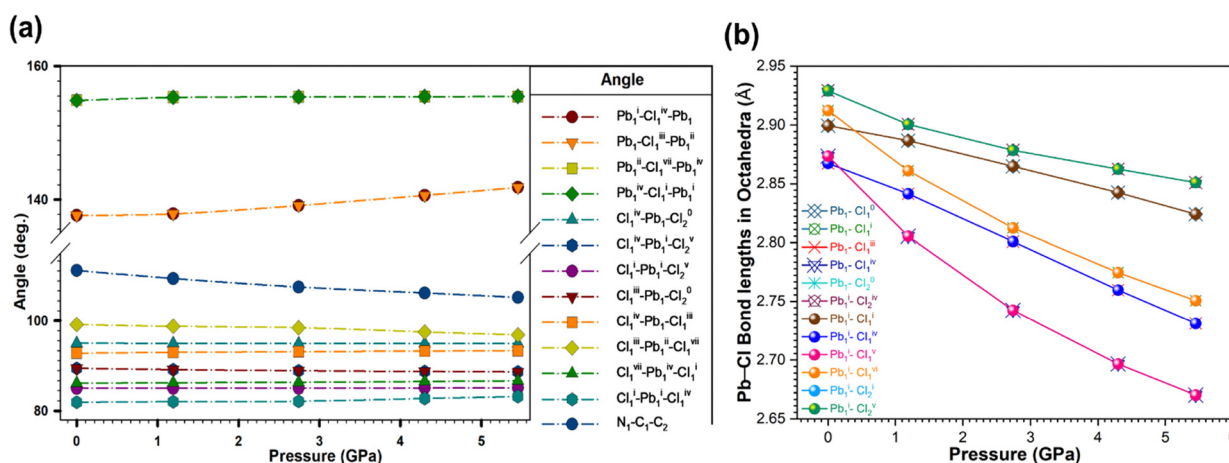 (a)
160
140
100
80
Angle (deg.)
0 1 2 3 4 5
Pressure (GPa)
Angle
Pb₁ⁱ-Cl₁ⁱᵛ-Pb₁
Pb₁-Cl₁ⁱⁱⁱ-Pb₁ⁱⁱ
Pb₁ⁱⁱ-Cl₁ᵛⁱⁱ-Pb₁ⁱᵛ
Pb₁ⁱᵛ-Cl₁ⁱ-Pb₁ⁱ
Cl₁ⁱᵛ-Pb₁-Cl₂⁰
Cl₁ⁱᵛ-Pb₁ⁱ-Cl₂ᵛ
Cl₁ⁱ-Pb₁ⁱ-Cl₂ᵛ
Cl₁ⁱⁱⁱ-Pb₁-Cl₂⁰
Cl₁ⁱᵛ-Pb₁-Cl₁ⁱⁱⁱ
Cl₁ⁱⁱⁱ-Pb₁ⁱⁱ-Cl₁ᵛⁱⁱ
Cl₁ᵛⁱⁱ-Pb₁ⁱᵛ-Cl₁ⁱ
Cl₁ⁱ-Pb₁ⁱ-Cl₁ⁱᵛ
N₁-C₁-C₂
(b)
2.95
2.90
2.85
2.80
2.75
2.70
2.65
Pb–Cl Bond lengths in Octahedra (Å)
Pb₁- Cl₁⁰
Pb₁- Cl₁ⁱ
Pb₁- Cl₁ⁱⁱⁱ
Pb₁- Cl₁ⁱᵛ
Pb₁- Cl₂⁰
Pb₁ⁱ- Cl₂ⁱᵛ
Pb₁ⁱ- Cl₁ⁱ
Pb₁ⁱ- Cl₁ⁱᵛ
Pb₁ⁱ- Cl₁ᵛ
Pb₁ⁱ- Cl₁ᵛⁱ
Pb₁ⁱ- Cl₂ⁱ
Pb₁ⁱ- Cl₂ᵛ
0 1 2 3 4 5
Pressure (GPa)